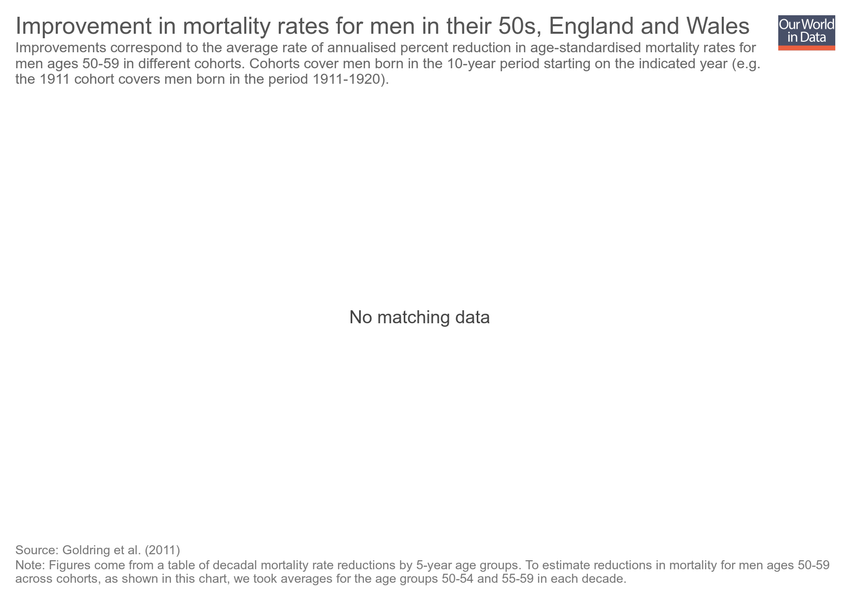 Improvement in mortality rates for men in their 50s, England and Wales
Our World
in Data
Improvements correspond to the average rate of annualised percent reduction in age-standardised mortality rates for
men ages 50-59 in different cohorts. Cohorts cover men born in the 10-year period starting on the indicated year (e.g.
the 1911 cohort covers men born in the period 1911-1920).
No matching data
Source: Goldring et al. (2011)
Note: Figures come from a table of decadal mortality rate reductions by 5-year age groups. To estimate reductions in mortality for men ages 50-59
across cohorts, as shown in this chart, we took averages for the age groups 50-54 and 55-59 in each decade.